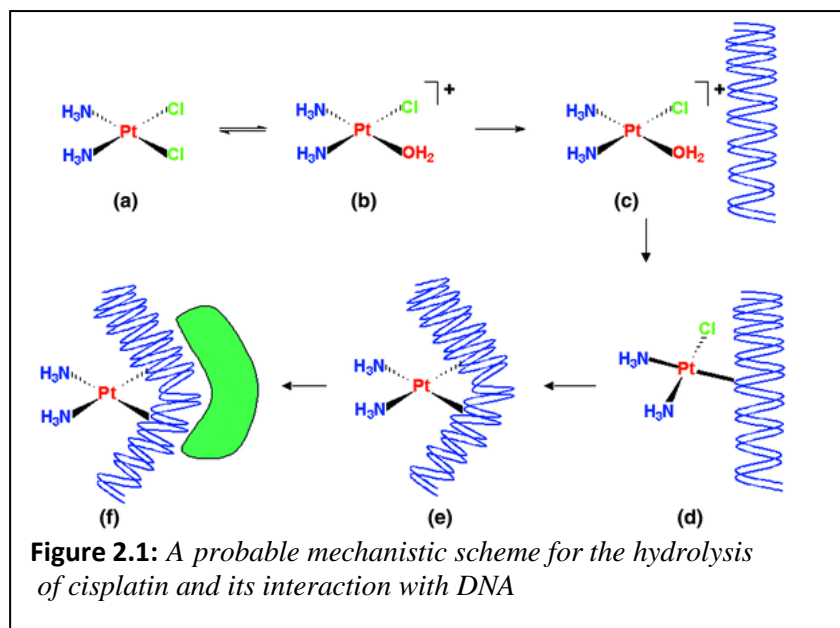 H₃N Cl
Pt
H₃N Cl
(a)
H₃N Cl ⁺
Pt
H₃N OH₂
(b)
H₃N Cl ⁺
Pt
H₃N OH₂
(c)
H₃N
Pt
H₃N
(f)
H₃N
Pt
H₃N
(e)
Cl
H₃N Pt
H₃N
(d)
Figure 2.1: A probable mechanistic scheme for the hydrolysis
of cisplatin and its interaction with DNA